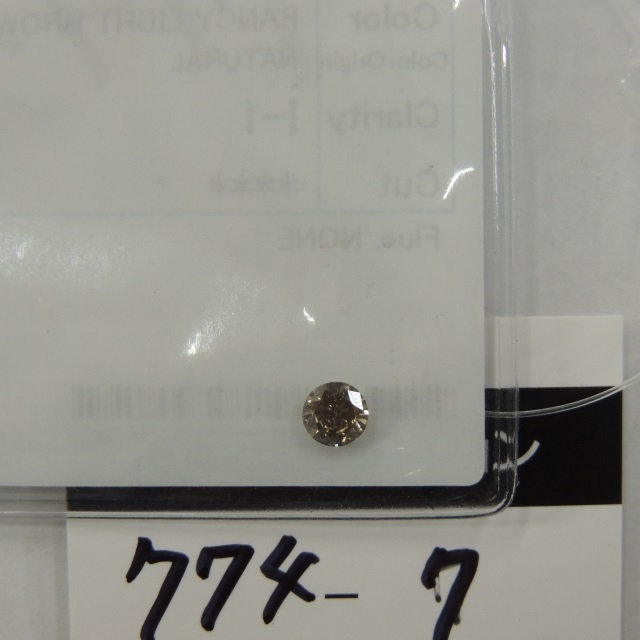 Color FANCY LIGHT BROW
Color Origin NATURAL
Clarity I-1
Cut ******
Fluo. NONE
774- 7